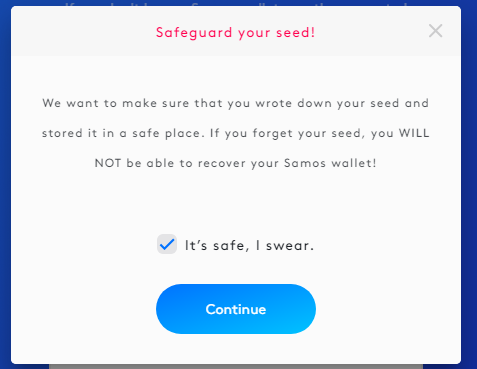 Safeguard your seed!
We want to make sure that you wrote down your seed and
stored it in a safe place. If you forget your seed, you WILL
NOT be able to recover your Samos wallet!
It's safe, I swear.
Continue